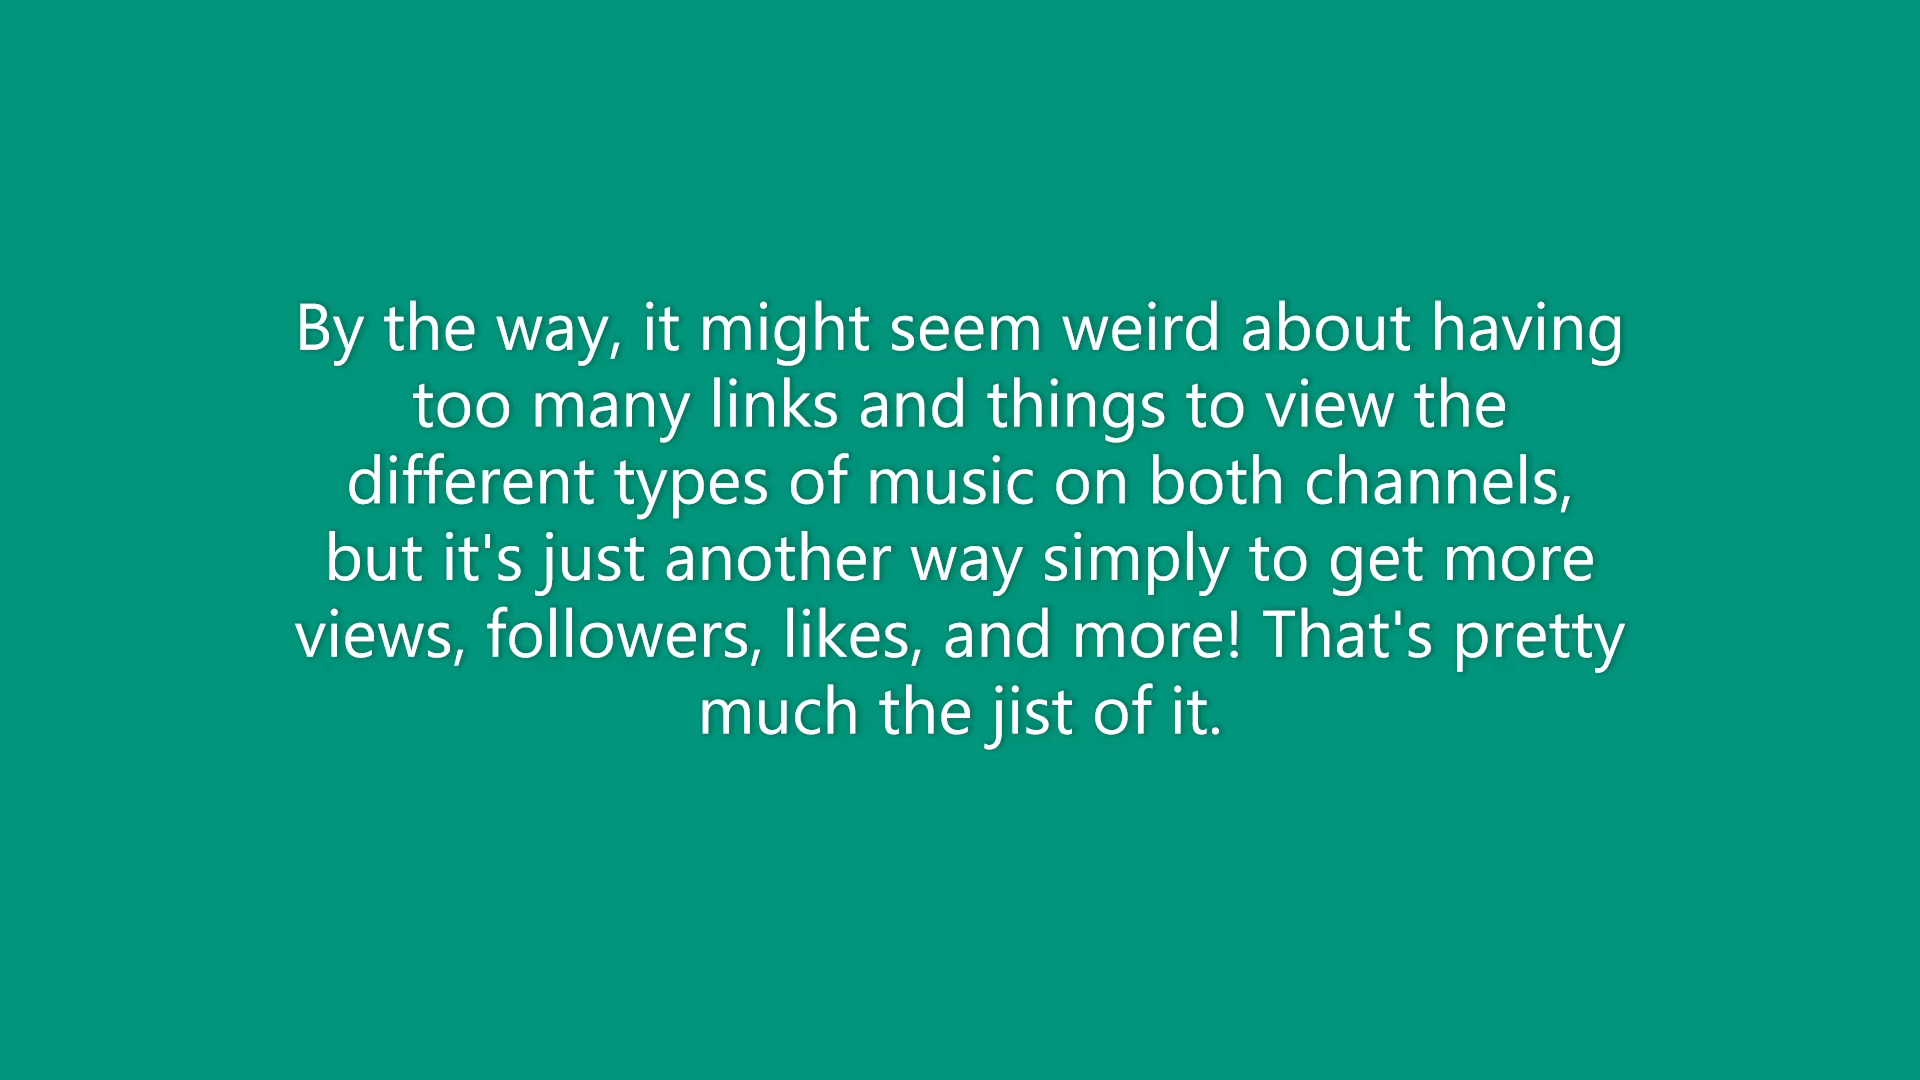 By the way, it might seem weird about having
too many links and things to view the
different types of music on both channels,
but it's just another way simply to get more
views, followers, likes, and more! That's pretty
much the jist of it.